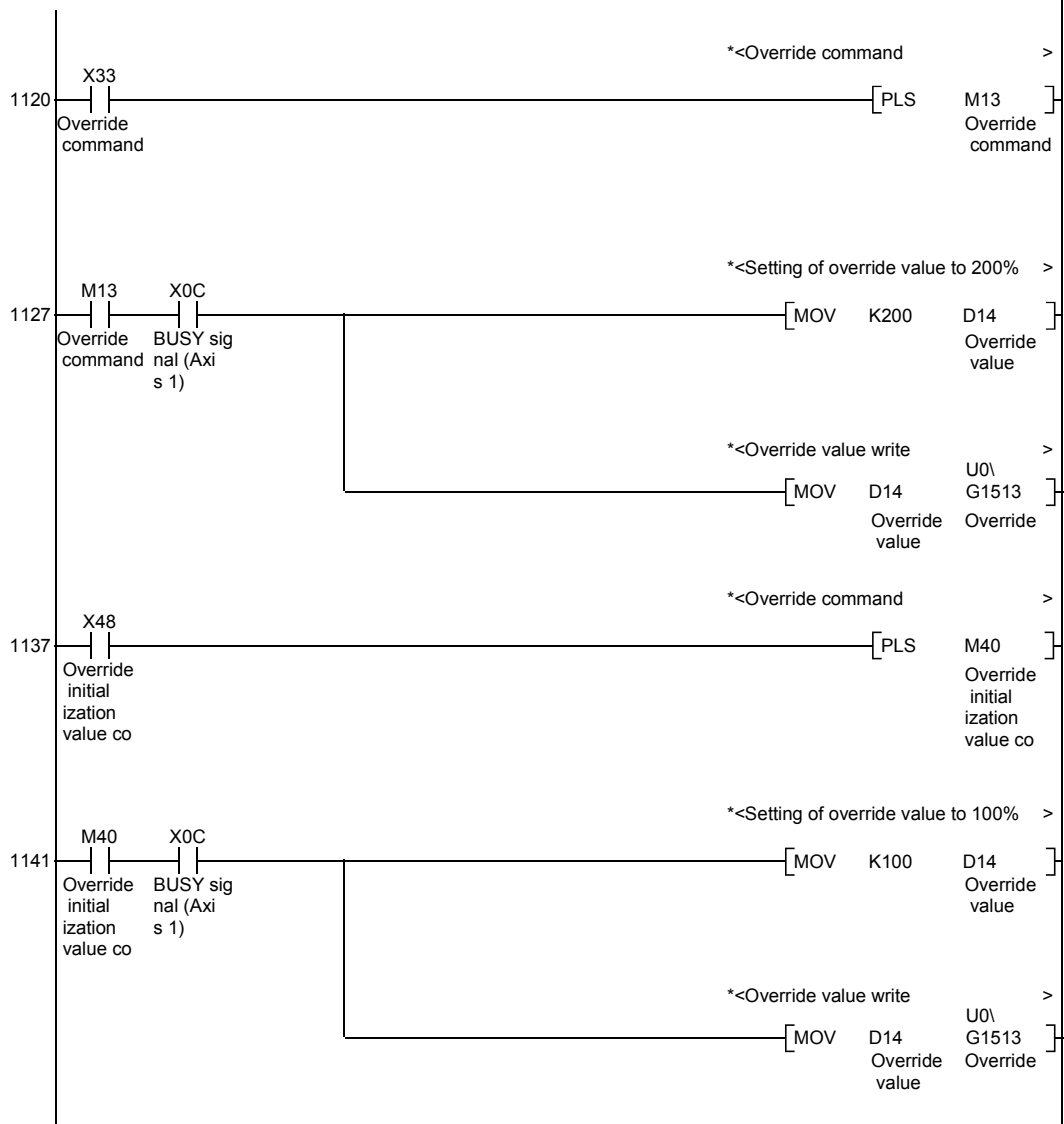 *<Override command >
X33
1120 PLS M13
Override Override
command command
*<Setting of override value to 200% >
M13 X0C
1127 MOV K200 D14
Override BUSY sig Override
command nal (Axi value
s 1)
*<Override value write >
U0\
MOV D14 G1513
Override Override
value
*<Override command >
X48
1137 PLS M40
Override Override
initial initial
ization ization
value co value co
*<Setting of override value to 100% >
M40 X0C
1141 MOV K100 D14
Override BUSY sig Override
initial nal (Axi value
ization s 1)
value co
*<Override value write >
U0\
MOV D14 G1513
Override Override
value